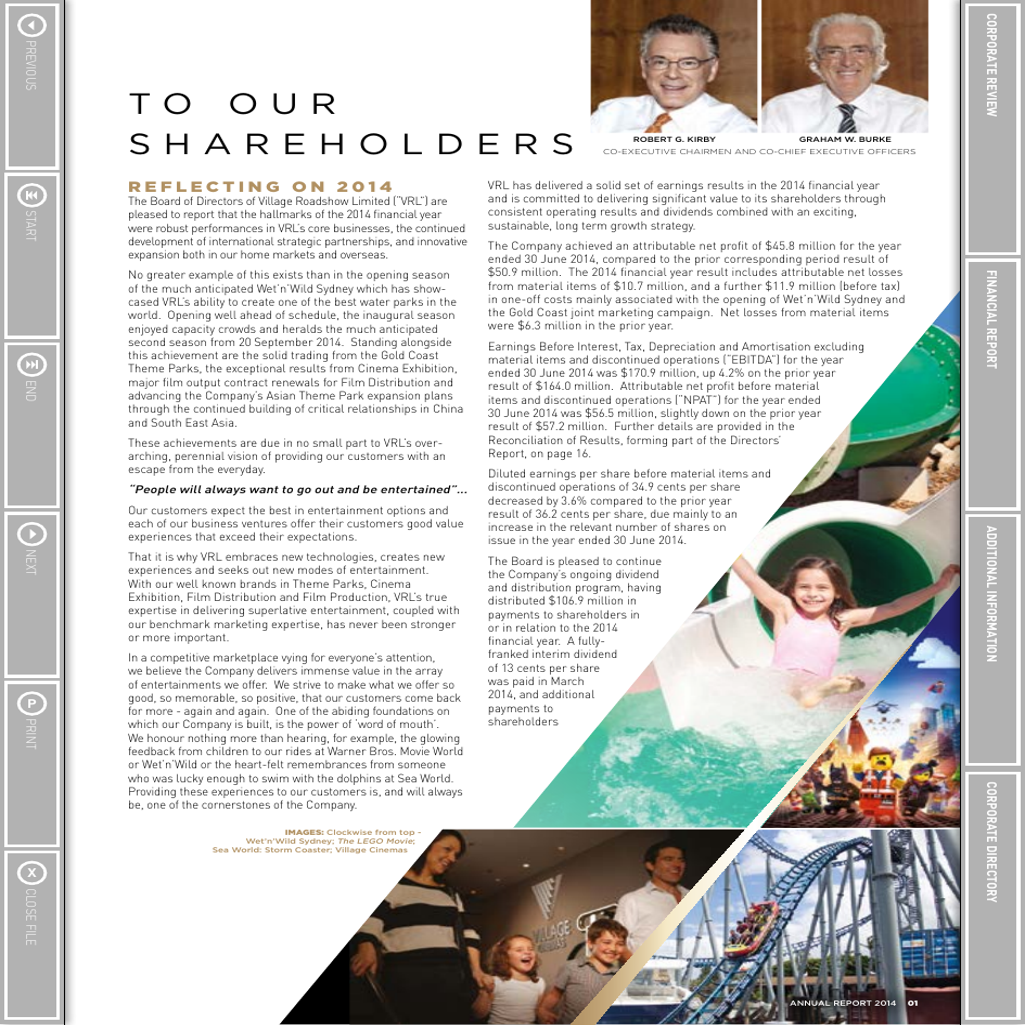 PREVIOUS
START
END
NEXT
P
PRINT
X
CLOSE FILE
TO OUR
SHAREHOLDERS
ROBERT G. KIRBY
GRAHAM W. BURKE
CO-EXECUTIVE CHAIRMEN AND CO-CHIEF EXECUTIVE OFFICERS
REFLECTING ON 2014
The Board of Directors of Village Roadshow Limited (“VRL”) are
pleased to report that the hallmarks of the 2014 financial year
were robust performances in VRL’s core businesses, the continued
development of international strategic partnerships, and innovative
expansion both in our home markets and overseas.
No greater example of this exists than in the opening season
of the much anticipated Wet’n’Wild Sydney which has show-
cased VRL’s ability to create one of the best water parks in the
world. Opening well ahead of schedule, the inaugural season
enjoyed capacity crowds and heralds the much anticipated
second season from 20 September 2014. Standing alongside
this achievement are the solid trading from the Gold Coast
Theme Parks, the exceptional results from Cinema Exhibition,
major film output contract renewals for Film Distribution and
advancing the Company’s Asian Theme Park expansion plans
through the continued building of critical relationships in China
and South East Asia.
These achievements are due in no small part to VRL’s over-
arching, perennial vision of providing our customers with an
escape from the everyday.
“People will always want to go out and be entertained”...
Our customers expect the best in entertainment options and
each of our business ventures offer their customers good value
experiences that exceed their expectations.
That it is why VRL embraces new technologies, creates new
experiences and seeks out new modes of entertainment.
With our well known brands in Theme Parks, Cinema
Exhibition, Film Distribution and Film Production, VRL’s true
expertise in delivering superlative entertainment, coupled with
our benchmark marketing expertise, has never been stronger
or more important.
In a competitive marketplace vying for everyone’s attention,
we believe the Company delivers immense value in the array
of entertainments we offer. We strive to make what we offer so
good, so memorable, so positive, that our customers come back
for more - again and again. One of the abiding foundations on
which our Company is built, is the power of ‘word of mouth’.
We honour nothing more than hearing, for example, the glowing
feedback from children to our rides at Warner Bros. Movie World
or Wet’n’Wild or the heart-felt remembrances from someone
who was lucky enough to swim with the dolphins at Sea World.
Providing these experiences to our customers is, and will always
be, one of the cornerstones of the Company.
VRL has delivered a solid set of earnings results in the 2014 financial year
and is committed to delivering significant value to its shareholders through
consistent operating results and dividends combined with an exciting,
sustainable, long term growth strategy.
The Company achieved an attributable net profit of $45.8 million for the year
ended 30 June 2014, compared to the prior corresponding period result of
$50.9 million. The 2014 financial year result includes attributable net losses
from material items of $10.7 million, and a further $11.9 million (before tax)
in one-off costs mainly associated with the opening of Wet’n’Wild Sydney and
the Gold Coast joint marketing campaign. Net losses from material items
were $6.3 million in the prior year.
Earnings Before Interest, Tax, Depreciation and Amortisation excluding
material items and discontinued operations (“EBITDA”) for the year
ended 30 June 2014 was $170.9 million, up 4.2% on the prior year
result of $164.0 million. Attributable net profit before material
items and discontinued operations (“NPAT”) for the year ended
30 June 2014 was $56.5 million, slightly down on the prior year
result of $57.2 million. Further details are provided in the
Reconciliation of Results, forming part of the Directors’
Report, on page 16.
Diluted earnings per share before material items and
discontinued operations of 34.9 cents per share
decreased by 3.6% compared to the prior year
result of 36.2 cents per share, due mainly to an
increase in the relevant number of shares on
issue in the year ended 30 June 2014.
The Board is pleased to continue
the Company’s ongoing dividend
and distribution program, having
distributed $106.9 million in
payments to shareholders in
or in relation to the 2014
financial year. A fully-
franked interim dividend
of 13 cents per share
was paid in March
2014, and additional
payments to
shareholders
IMAGES: Clockwise from top -
Wet’n’Wild Sydney; The LEGO Movie;
Sea World: Storm Coaster; Village Cinemas
VILLAGE
ANNUAL REPORT 2014 01
CORPORATE REVIEW
FINANCIAL REPORT
ADDITIONAL INFORMATION
CORPORATE DIRECTORY